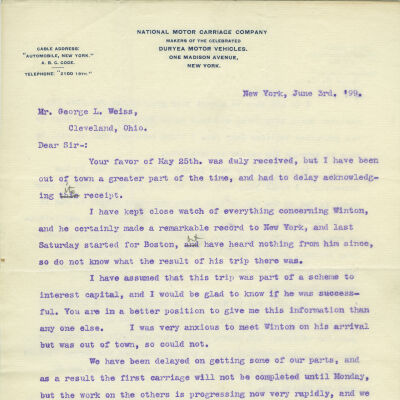 NATIONAL MOTOR CARRIAGE COMPANY
MAKERS OF THE CELEBRATED
DURYEA MOTOR VEHICLES.
ONE MADISON AVENUE,
NEW YORK.
CABLE ADDRESS:
"AUTOMOBILE, NEW YORK."
A. B. C. CODE.
TELEPHONE: "2100 18TH."
New York, June 3rd. '99.
Mr. George L. Weiss,
Cleveland, Ohio.
Dear Sir-:
Your favor of May 25th. was duly received, but I have been
out of town a greater part of the time, and had to delay acknowledg-
ing this its receipt.
I have kept close watch of everything concerning Winton,
and he certainly made a remarkable record to New York, and last
Saturday started for Boston, and but have heard nothing from him since,
so do not know what the result of his trip there was.
I have assumed that this trip was part of a scheme to
interest capital, and I would be glad to know if he was success-
ful. You are in a better position to give me this information than
any one else. I was very anxious to meet Winton on his arrival
but was out of town, so could not.
We have been delayed on getting some of our parts, and
as a result the first carriage will not be completed until Monday,
but the work on the others is progressing now very rapidly, and we